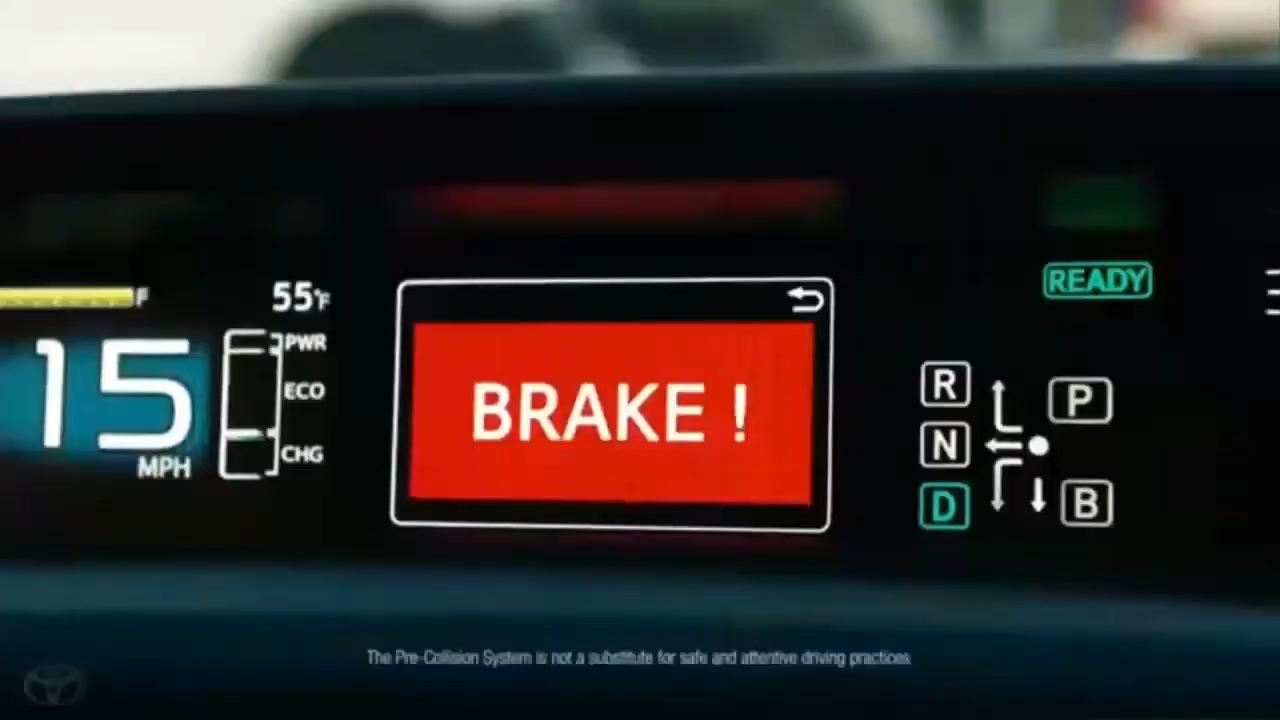 F
55°F
READY
15
MPH
PWR
ECO
CHG
BRAKE !
R
P
N
D
B
The Pre-Collision System is not a substitute for safe and attentive driving practices.